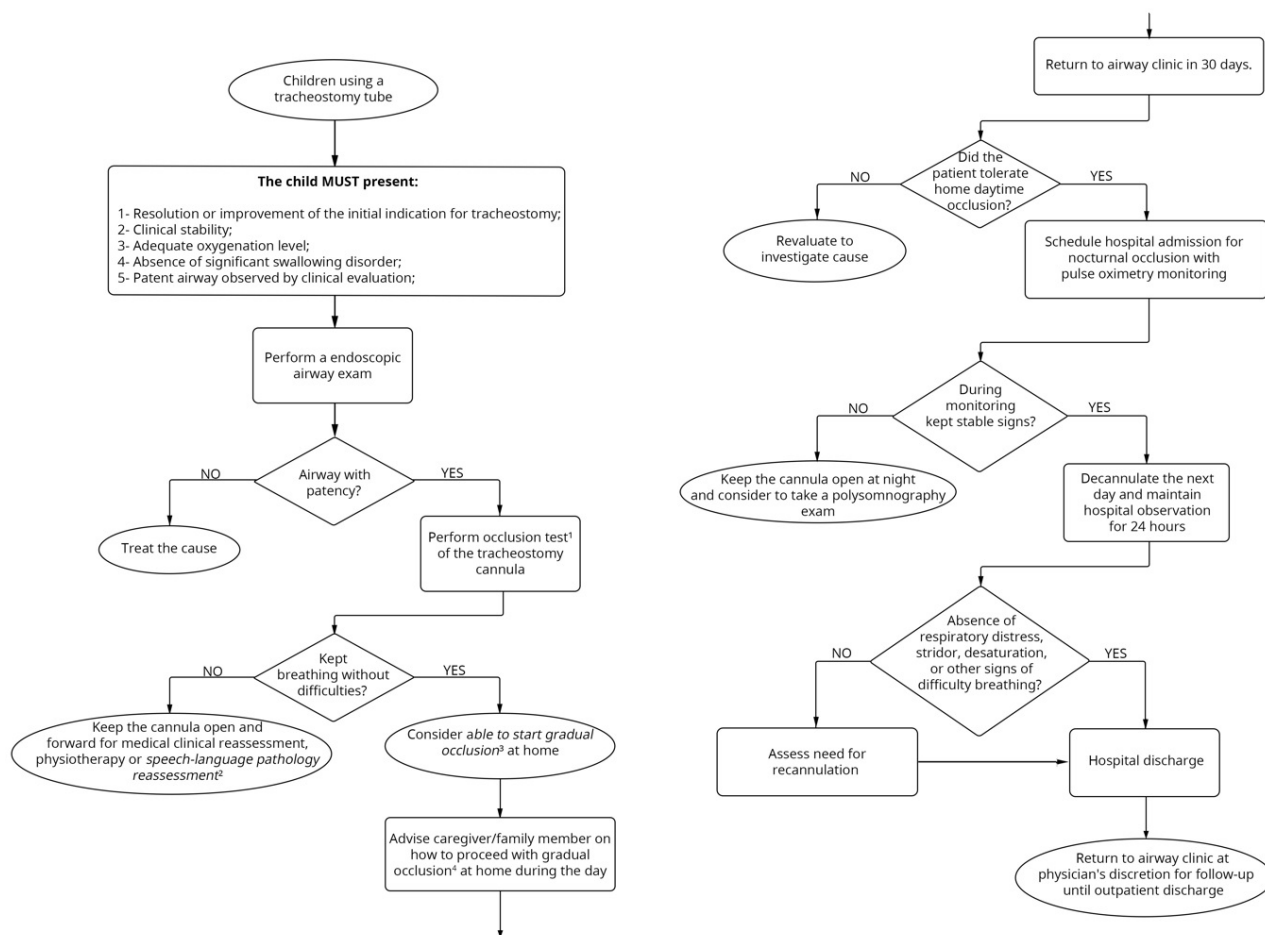 Children using a
tracheostomy tube
The child MUST present:
1- Resolution or improvement of the initial indication for tracheostomy;
2- Clinical stability;
3- Adequate oxygenation level;
4- Absence of significant swallowing disorder;
5- Patent airway observed by clinical evaluation;
Perform a endoscopic
airway exam
Airway with
patency?
NO
YES
Treat the cause
Perform occlusion test¹
of the tracheostomy
cannula
Kept
breathing without
difficulties?
NO
YES
Keep the cannula open and
forward for medical clinical reassessment,
physiotherapy or speech-language pathology
reassessment²
Consider able to start gradual
occlusion³ at home
Advise caregiver/family member on
how to proceed with gradual
occlusion⁴ at home during the day
Return to airway clinic in 30 days.
Did the
patient tolerate
home daytime
occlusion?
NO
YES
Revaluate to
investigate cause
Schedule hospital admission for
nocturnal occlusion with
pulse oximetry monitoring
During
monitoring
kept stable signs?
NO
YES
Keep the cannula open at night
and consider to take a polysomnography
exam
Decannulate the next
day and maintain
hospital observation
for 24 hours
Absence of
respiratory distress,
stridor, desaturation,
or other signs of
difficulty breathing?
NO
YES
Assess need for
recannulation
Hospital discharge
Return to airway clinic at
physician's discretion for follow-up
until outpatient discharge